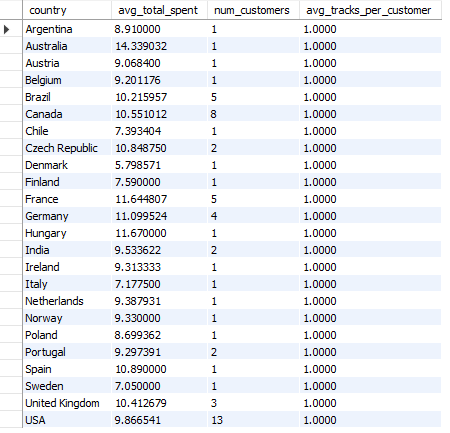 country avg_total_spent num_customers avg_tracks_per_customer
Argentina 8.910000 1 1.0000
Australia 14.339032 1 1.0000
Austria 9.068400 1 1.0000
Belgium 9.201176 1 1.0000
Brazil 10.215957 5 1.0000
Canada 10.551012 8 1.0000
Chile 7.393404 1 1.0000
Czech Republic 10.848750 2 1.0000
Denmark 5.798571 1 1.0000
Finland 7.590000 1 1.0000
France 11.644807 5 1.0000
Germany 11.099524 4 1.0000
Hungary 11.670000 1 1.0000
India 9.533622 2 1.0000
Ireland 9.313333 1 1.0000
Italy 7.177500 1 1.0000
Netherlands 9.387931 1 1.0000
Norway 9.330000 1 1.0000
Poland 8.699362 1 1.0000
Portugal 9.297391 2 1.0000
Spain 10.890000 1 1.0000
Sweden 7.050000 1 1.0000
United Kingdom 10.412679 3 1.0000
USA 9.866541 13 1.0000